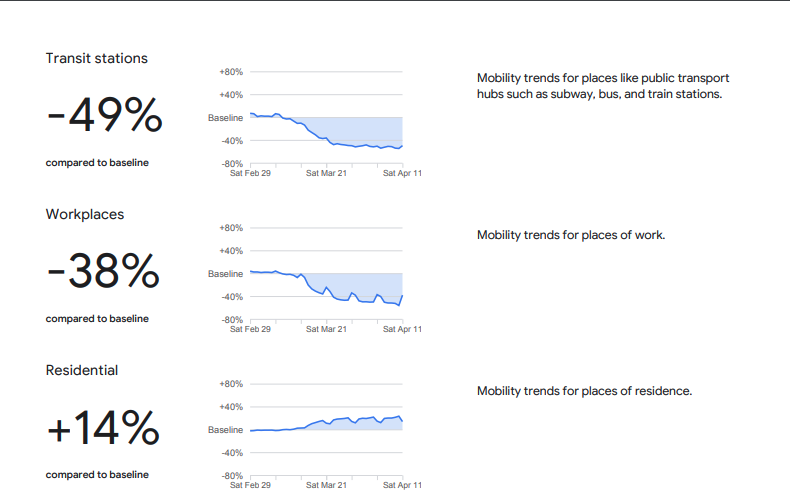 Transit stations
-49%
compared to baseline
+80%
+40%
Baseline
-40%
-80%
Sat Feb 29 Sat Mar 21 Sat Apr 11
Mobility trends for places like public transport
hubs such as subway, bus, and train stations.
Workplaces
-38%
compared to baseline
+80%
+40%
Baseline
-40%
-80%
Sat Feb 29 Sat Mar 21 Sat Apr 11
Mobility trends for places of work.
Residential
+14%
compared to baseline
+80%
+40%
Baseline
-40%
-80%
Sat Feb 29 Sat Mar 21 Sat Apr 11
Mobility trends for places of residence.